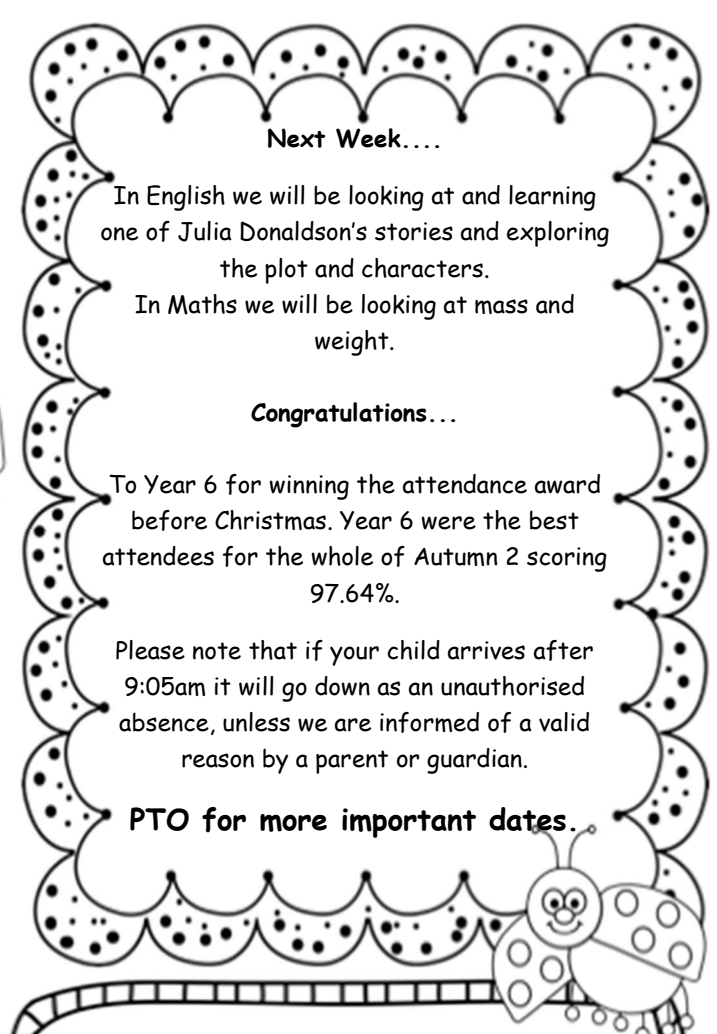 Next Week....
In English we will be looking at and learning
one of Julia Donaldson's stories and exploring
the plot and characters.
In Maths we will be looking at mass and
weight.
Congratulations...
To Year 6 for winning the attendance award
before Christmas. Year 6 were the best
attendees for the whole of Autumn 2 scoring
97.64%.
Please note that if your child arrives after
9:05am it will go down as an unauthorised
absence, unless we are informed of a valid
reason by a parent or guardian.
PTO for more important dates.